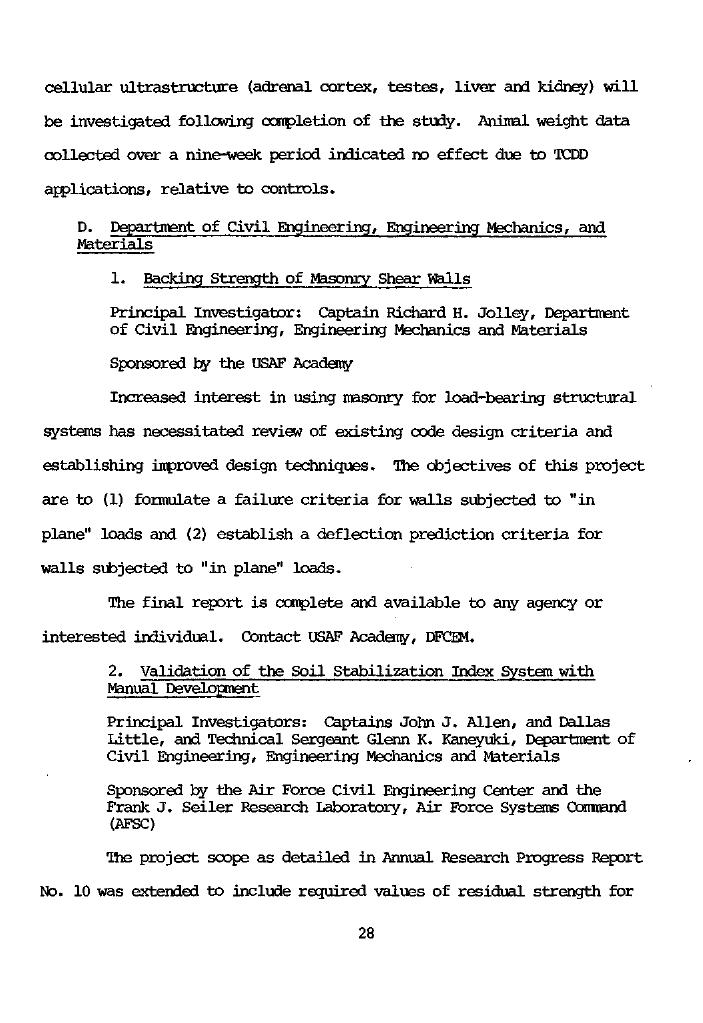 cellular ultrastructure (adrenal cortex, testes, liver and kidney) will
be investigated following completion of the study.  Animal weight data
collected over a nine-week period indicated no effect due to TCDD
applications, relative to controls.
D.  Department of Civil Engineering, Engineering Mechanics, and
Materials
1.  Backing Strength of Masonry Shear Walls
Principal Investigator:  Captain Richard H. Jolley, Department
of Civil Engineering, Engineering Mechanics and Materials
Sponsored by the USAF Academy
Increased interest in using masonry for load-bearing structural
systems has necessitated review of existing code design criteria and
establishing improved design techniques.  The objectives of this project
are to (1) formulate a failure criteria for walls subjected to "in
plane" loads and (2) establish a deflection prediction criteria for
walls subjected to "in plane" loads.
The final report is complete and available to any agency or
interested individual.  Contact USAF Academy, DFCEM.
2.  Validation of the Soil Stabilization Index System with
Manual Development
Principal Investigators:  Captains John J. Allen, and Dallas
Little, and Technical Sergeant Glenn K. Kaneyuki, Department of
Civil Engineering, Engineering Mechanics and Materials
Sponsored by the Air Force Civil Engineering Center and the
Frank J. Seiler Research Laboratory, Air Force Systems Command
(AFSC)
The project scope as detailed in Annual Research Progress Report
No. 10 was extended to include required values of residual strength for
28